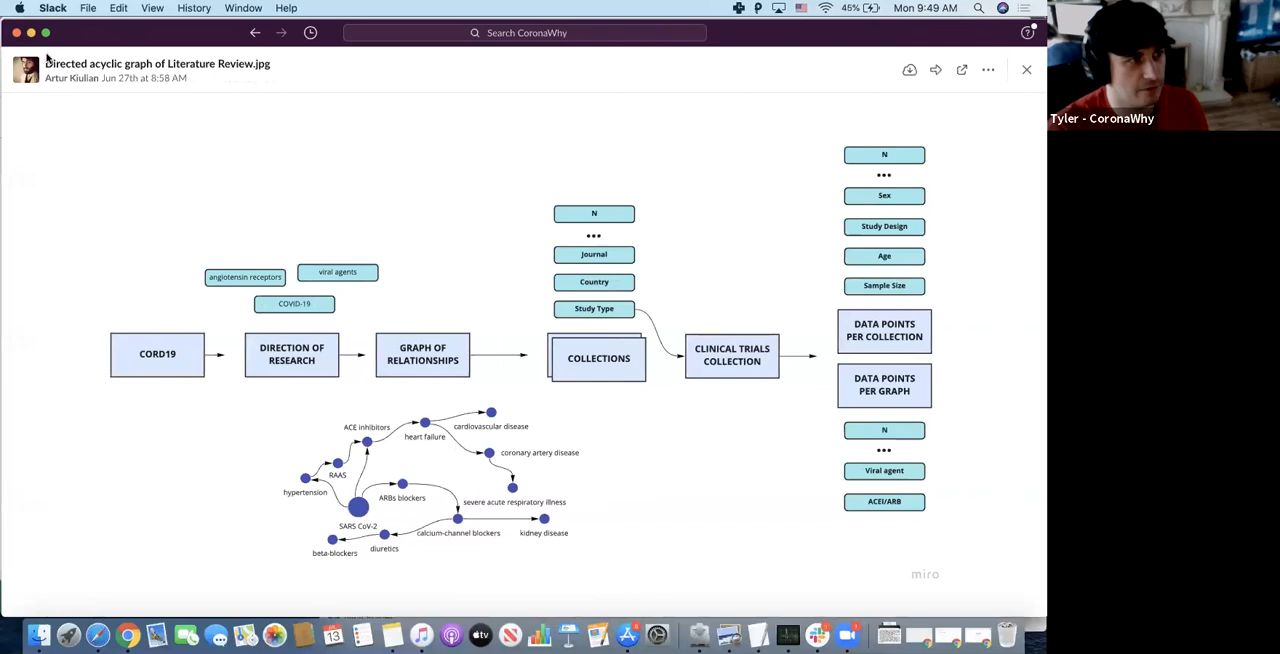 Slack File Edit View History Window Help 45% Mon 9:49 AM
Search CoronaWhy
Directed acyclic graph of Literature Review.jpg
Artur Kiulian Jun 27th at 8:58 AM
Tyler - CoronaWhy
N
•••
Sex
Study Design
Age
Sample Size
N
•••
Journal
Country
Study Type
angiotensin receptors
viral agents
COVID-19
CORD19
DIRECTION OF
RESEARCH
GRAPH OF
RELATIONSHIPS
COLLECTIONS
CLINICAL TRIALS
COLLECTION
DATA POINTS
PER COLLECTION
DATA POINTS
PER GRAPH
N
•••
Viral agent
ACEI/ARB
ACE inhibitors
heart failure
cardiovascular disease
coronary artery disease
RAAS
hypertension
ARBs blockers
severe acute respiratory illness
SARS CoV-2
calcium-channel blockers
kidney disease
diuretics
beta-blockers
miro
13
tv